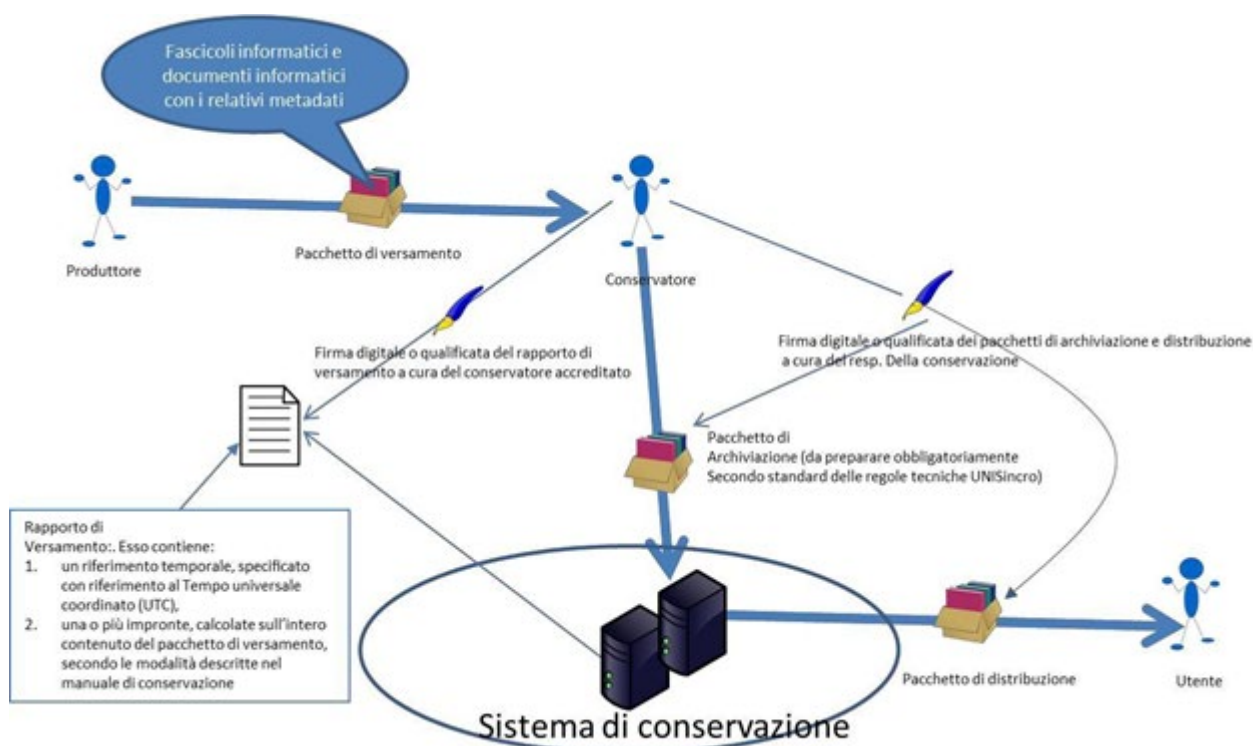 Fascicoli informatici e
documenti informatici
con i relativi metadati
Produttore
Pacchetto di versamento
Conservatore
Firma digitale o qualificata del rapporto di
versamento a cura del conservatore accreditato
Firma digitale o qualificata dei pacchetti di archiviazione e distribuzione
a cura del resp. Della conservazione
Pacchetto di
Archiviazione (da preparare obbligatoriamente
Secondo standard delle regole tecniche UNISincro)
Rapporto di
Versamento:. Esso contiene:
1. un riferimento temporale, specificato
con riferimento al Tempo universale
coordinato (UTC),
2. una o più impronte, calcolate sull'intero
contenuto del pacchetto di versamento,
secondo le modalità descritte nel
manuale di conservazione
Pacchetto di distribuzione
Utente
Sistema di conservazione